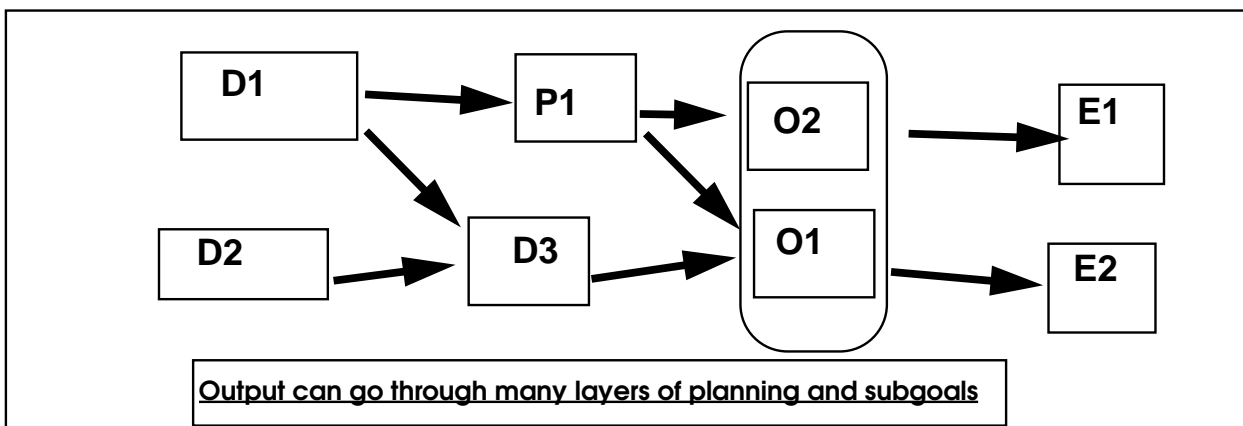 D1
P1
O2
E1
D2
D3
O1
E2
Output can go through many layers of planning and subgoals